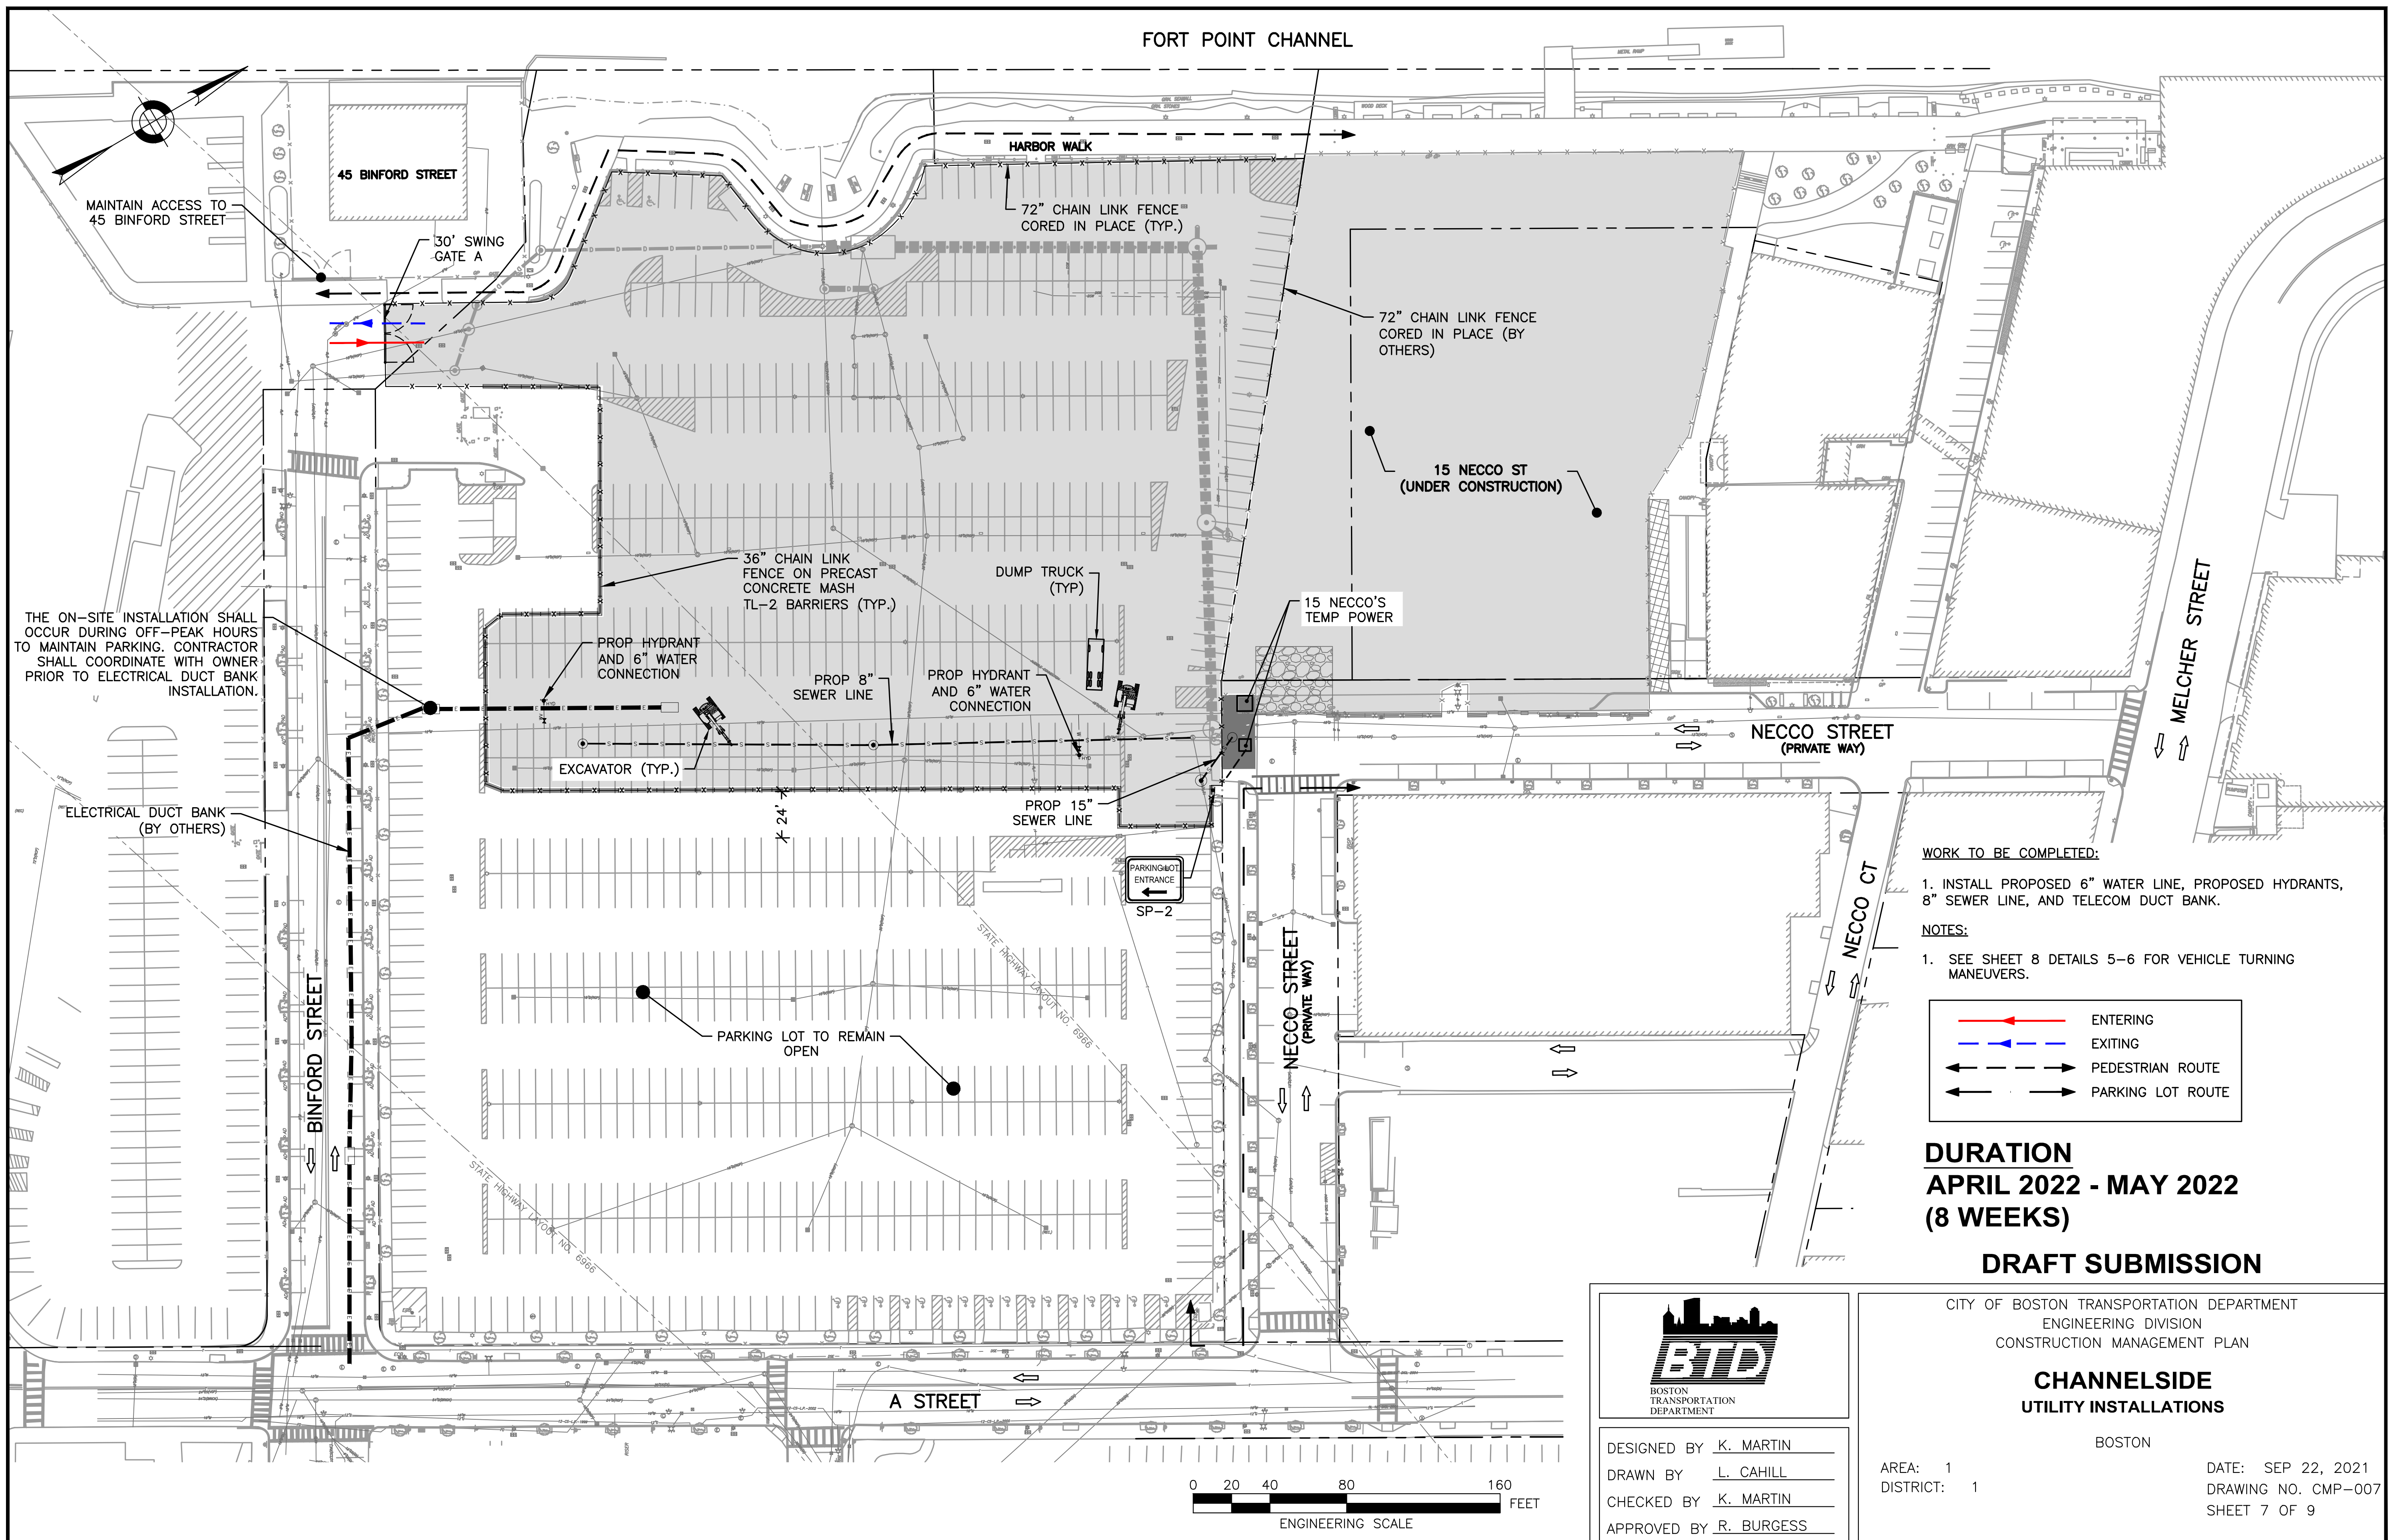 FORT POINT CHANNEL
METAL RAMP
GRAN. SEAWALL
GRAN. STONES
WOOD DECK
HARBOR WALK
45 BINFORD STREET
MAINTAIN ACCESS TO
45 BINFORD STREET
30' SWING
GATE A
72" CHAIN LINK FENCE
CORED IN PLACE (TYP.)
72" CHAIN LINK FENCE
CORED IN PLACE (BY
OTHERS)
15 NECCO ST
(UNDER CONSTRUCTION)
36" CHAIN LINK
FENCE ON PRECAST
CONCRETE MASH
TL-2 BARRIERS (TYP.)
DUMP TRUCK
(TYP)
15 NECCO'S
TEMP POWER
THE ON-SITE INSTALLATION SHALL
OCCUR DURING OFF-PEAK HOURS
TO MAINTAIN PARKING. CONTRACTOR
SHALL COORDINATE WITH OWNER
PRIOR TO ELECTRICAL DUCT BANK
INSTALLATION.
PROP HYDRANT
AND 6" WATER
CONNECTION
PROP 8"
SEWER LINE
PROP HYDRANT
AND 6" WATER
CONNECTION
EXCAVATOR (TYP.)
PROP 15"
SEWER LINE
24'
ELECTRICAL DUCT BANK
(BY OTHERS)
NECCO STREET
(PRIVATE WAY)
MELCHER STREET
CANOPY
PARKING LOT
ENTRANCE
SP-2
NECCO CT
NECCO STREET
(PRIVATE WAY)
BINFORD STREET
STATE HIGHWAY LAYOUT NO. 6966
STATE HIGHWAY LAYOUT NO. 6966
PARKING LOT TO REMAIN
OPEN
A STREET
WORK TO BE COMPLETED:
1. INSTALL PROPOSED 6" WATER LINE, PROPOSED HYDRANTS,
8" SEWER LINE, AND TELECOM DUCT BANK.
NOTES:
1. SEE SHEET 8 DETAILS 5-6 FOR VEHICLE TURNING
MANEUVERS.
ENTERING
EXITING
PEDESTRIAN ROUTE
PARKING LOT ROUTE
DURATION
APRIL 2022 - MAY 2022
(8 WEEKS)
DRAFT SUBMISSION
BTD
BOSTON
TRANSPORTATION
DEPARTMENT
CITY OF BOSTON TRANSPORTATION DEPARTMENT
ENGINEERING DIVISION
CONSTRUCTION MANAGEMENT PLAN
CHANNELSIDE
UTILITY INSTALLATIONS
BOSTON
DESIGNED BY K. MARTIN
DRAWN BY L. CAHILL
CHECKED BY K. MARTIN
APPROVED BY R. BURGESS
AREA: 1
DISTRICT: 1
DATE: SEP 22, 2021
DRAWING NO. CMP-007
SHEET 7 OF 9
0 20 40 80 160
FEET
ENGINEERING SCALE